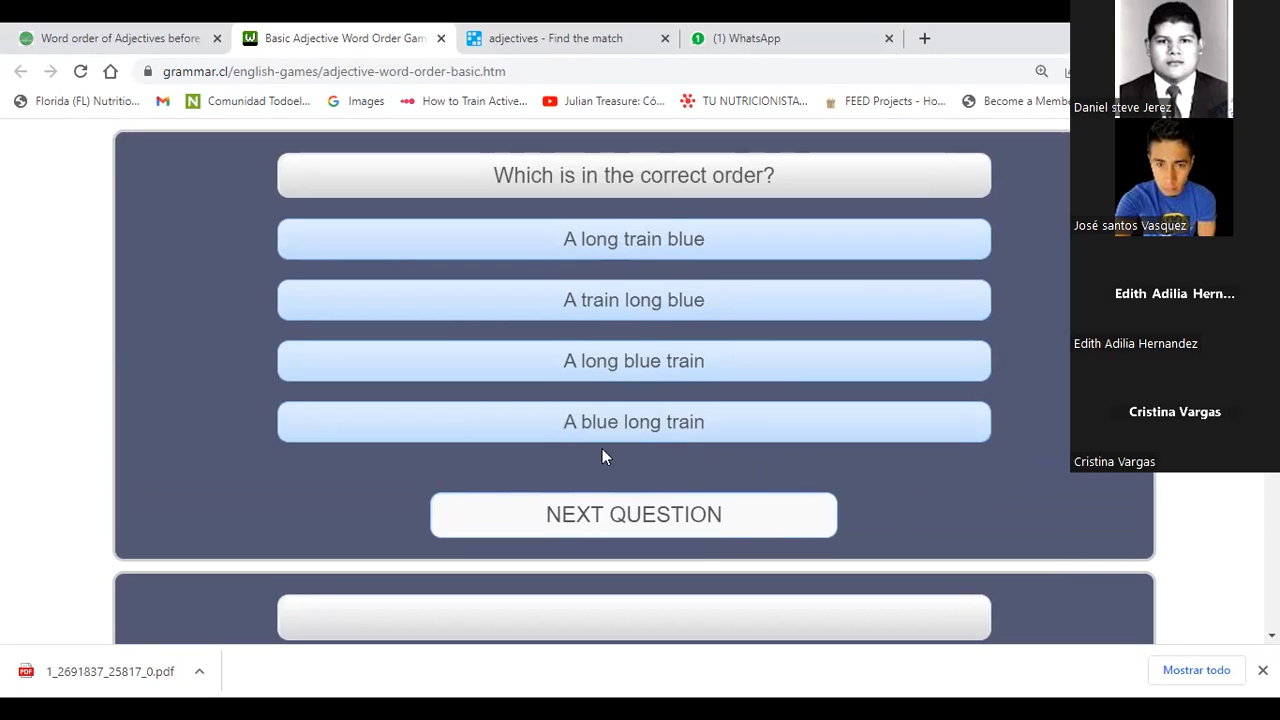 Word order of Adjectives before
Basic Adjective Word Order Gam
adjectives - Find the match
(1) WhatsApp
grammar.cl/english-games/adjective-word-order-basic.htm
Florida (FL) Nutritio...
Comunidad Todoel...
Images
How to Train Active...
Julian Treasure: Có...
TU NUTRICIONISTA...
FEED Projects - Ho...
Become a Membe
Which is in the correct order?
A long train blue
A train long blue
A long blue train
A blue long train
NEXT QUESTION
Daniel steve Jerez
José santos Vasquez
Edith Adilia Hern...
Edith Adilia Hernandez
Cristina Vargas
Cristina Vargas
PDF
1_2691837_25817_0.pdf
Mostrar todo